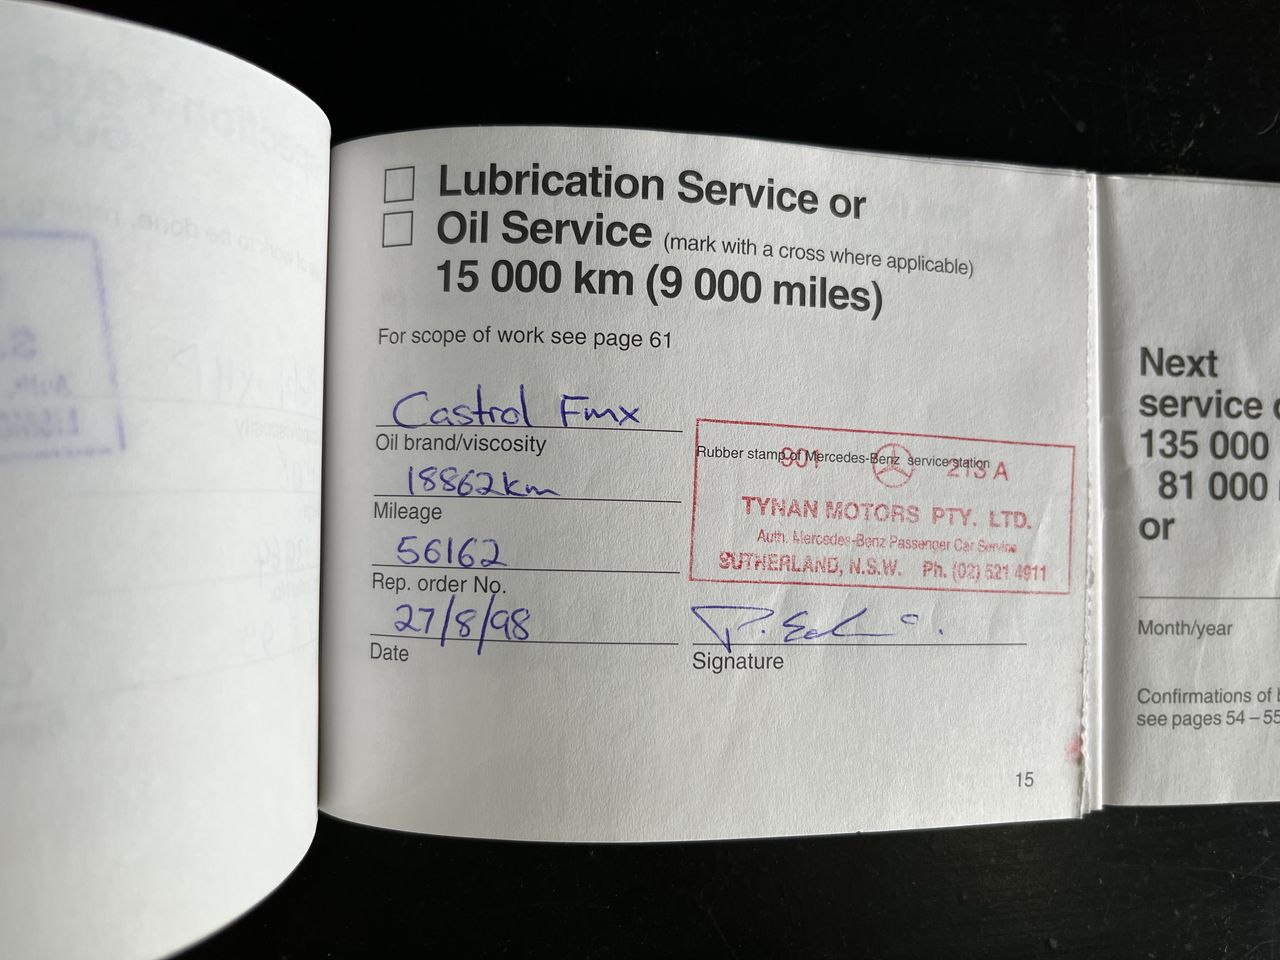 Lubrication Service or
Oil Service (mark with a cross where applicable)
15 000 km (9 000 miles)
For scope of work see page 61
Castrol Fmx
Oil brand/viscosity
18862km
Mileage
56162
Rep. order No.
27/8/98
Date
Rubber stamp of Mercedes-Benz service station
901 213 A
TYNAN MOTORS PTY. LTD.
Auth. Mercedes-Benz Passenger Car Service
SUTHERLAND, N.S.W. Ph. (02) 521 4911
Signature
15
Next
service
135 000
81 000
or
Month/year
Confirmations of
see pages 54 – 55